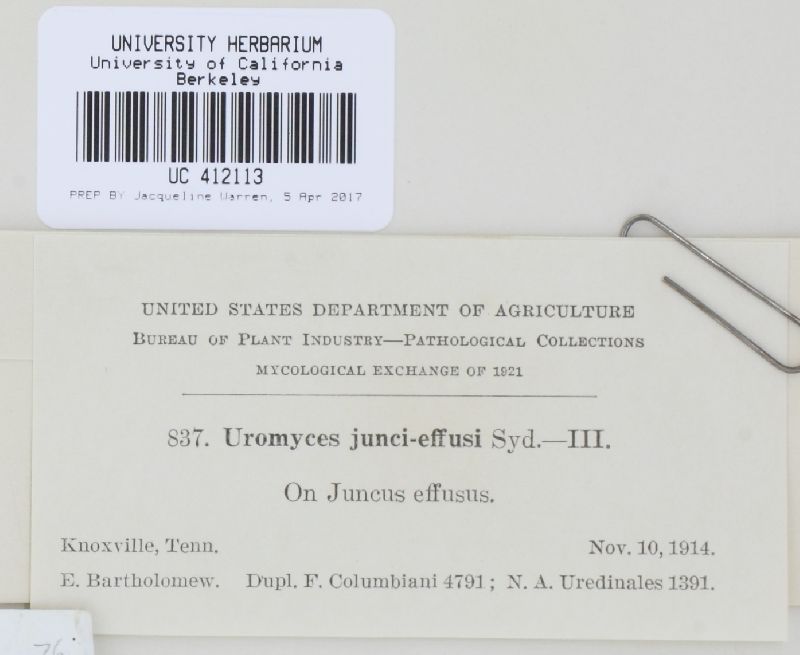 UNIVERSITY HERBARIUM
University of California
Berkeley
UC 412113
PREP BY Jacqueline Warren, 5 Apr 2017
UNITED STATES DEPARTMENT OF AGRICULTURE
BUREAU OF PLANT INDUSTRY—PATHOLOGICAL COLLECTIONS
MYCOLOGICAL EXCHANGE OF 1921
837. Uromyces junci-effusi Syd.—III.
On Juncus effusus.
Knoxville, Tenn. Nov. 10, 1914.
E. Bartholomew. Dupl. F. Columbiani 4791; N. A. Uredinales 1391.